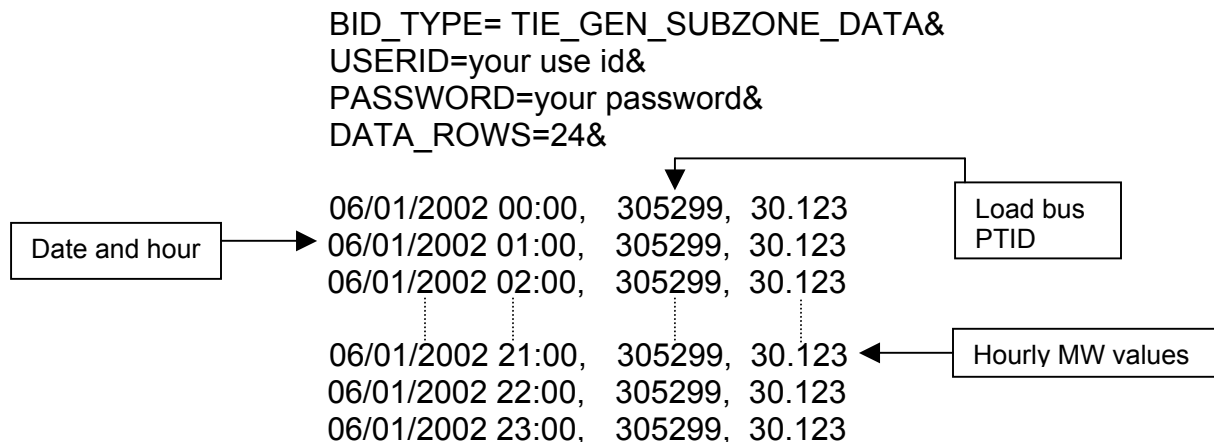 BID_TYPE= TIE_GEN_SUBZONE_DATA&
USERID=your use id&
PASSWORD=your password&
DATA_ROWS=24&
06/01/2002 00:00, 305299, 30.123
Load bus
PTID
Date and hour
06/01/2002 01:00, 305299, 30.123
06/01/2002 02:00, 305299, 30.123
06/01/2002 21:00, 305299, 30.123
Hourly MW values
06/01/2002 22:00, 305299, 30.123
06/01/2002 23:00, 305299, 30.123